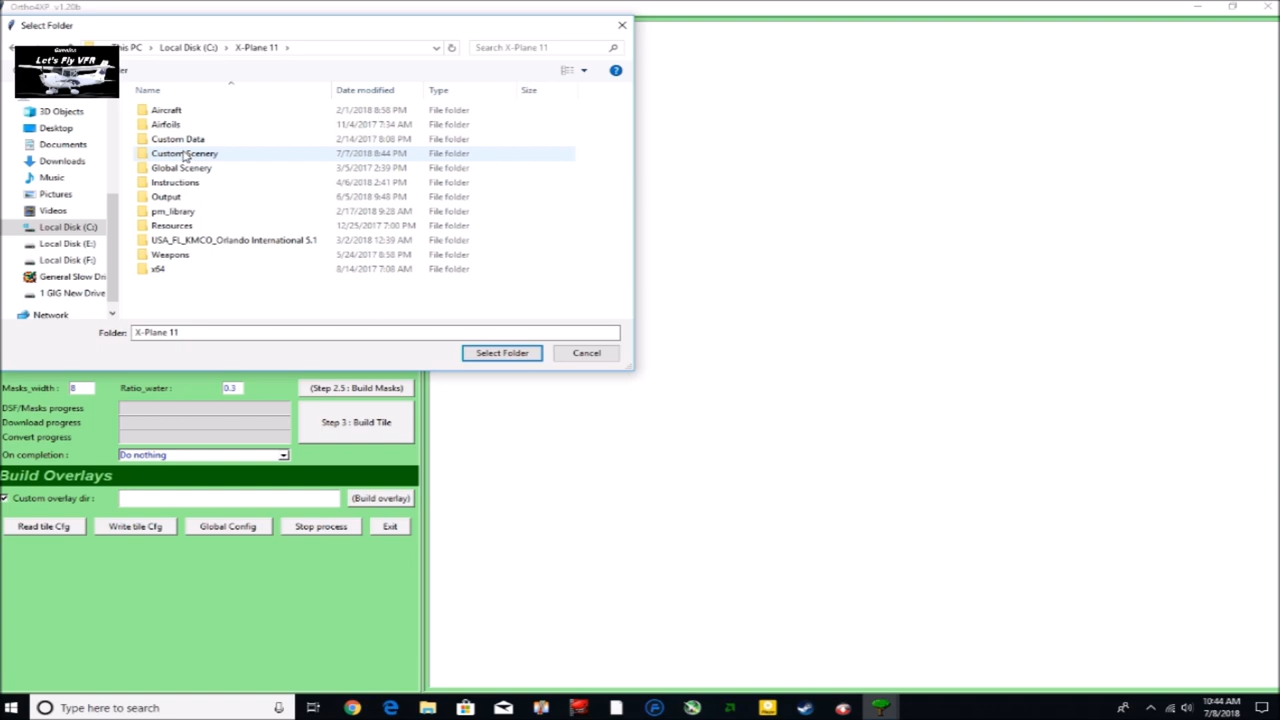 Ortho4XP v1.20b
Select Folder
This PC > Local Disk (C:) > X-Plane 11 >
Search X-Plane 11
Let's Fly VFR
Name Date modified Type Size
3D Objects
Desktop
Documents
Downloads
Music
Pictures
Videos
Local Disk (C:)
Local Disk (E:)
Local Disk (F:)
General Slow Dri
1 GIG New Drive
Network
Aircraft 2/1/2018 8:58 PM File folder
Airfoils 11/4/2017 7:34 AM File folder
Custom Data 2/14/2017 8:08 PM File folder
Custom Scenery 7/7/2018 8:44 PM File folder
Global Scenery 3/5/2017 2:39 PM File folder
Instructions 4/6/2018 2:41 PM File folder
Output 6/5/2018 9:48 PM File folder
pm_library 2/17/2018 9:28 AM File folder
Resources 12/25/2017 7:00 PM File folder
USA_FL_KMCO_Orlando International 5.1 3/2/2018 12:39 AM File folder
Weapons 5/24/2017 8:58 PM File folder
x64 8/14/2017 7:08 AM File folder
Folder: X-Plane 11
Select Folder Cancel
Masks_width : 8 Ratio_water : 0.3 (Step 2.5 : Build Masks)
DSF/Masks progress
Download progress
Convert progress
Step 3 : Build Tile
On completion : Do nothing
Build Overlays
Custom overlay dir : (Build overlay)
Read tile Cfg Write tile Cfg Global Config Stop process Exit
Type here to search
10:44 AM
7/8/2018